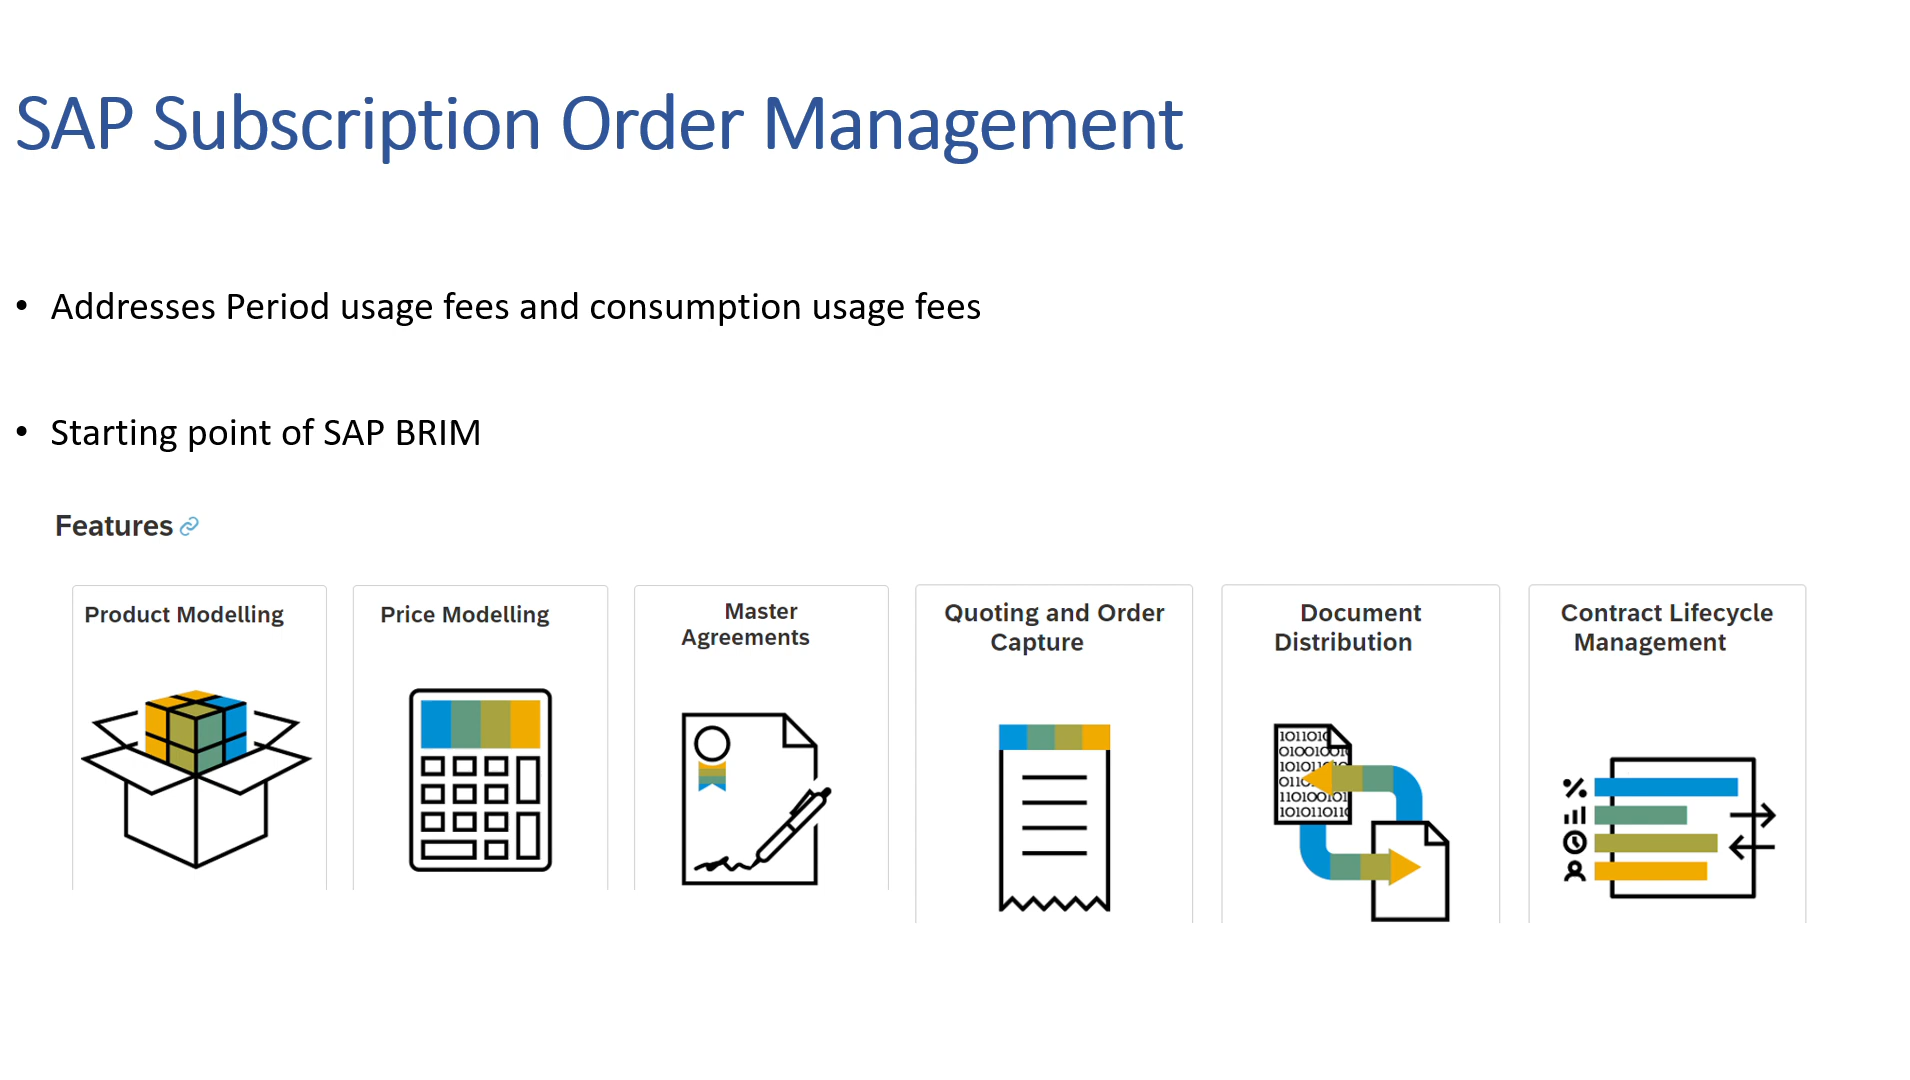 SAP Subscription Order Management
• Addresses Period usage fees and consumption usage fees
• Starting point of SAP BRIM
Features
Product Modelling
Price Modelling
Master
Agreements
Quoting and Order
Capture
Document
Distribution
Contract Lifecycle
Management
%